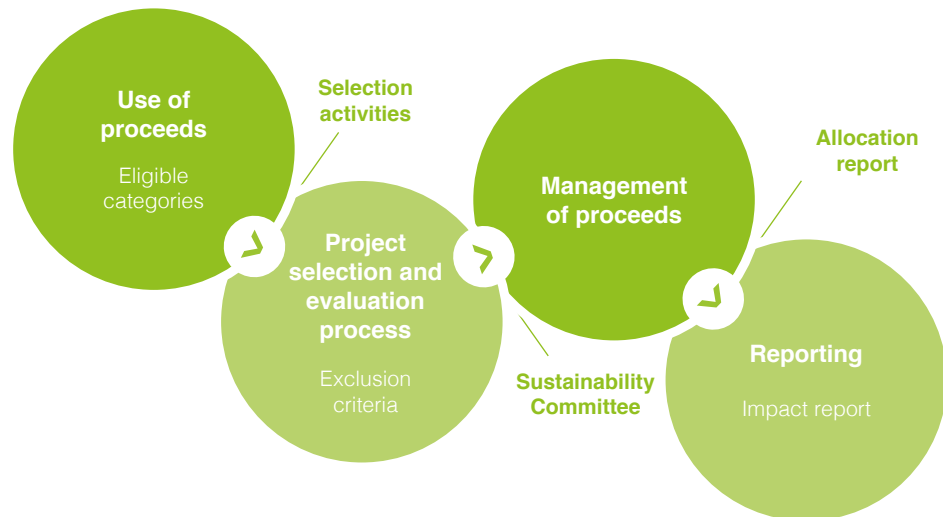 Use of
proceeds
Eligible
categories
Selection
activities
Project
selection and
evaluation
process
Exclusion
criteria
Management
of proceeds
Sustainability
Committee
Allocation
report
Reporting
Impact report